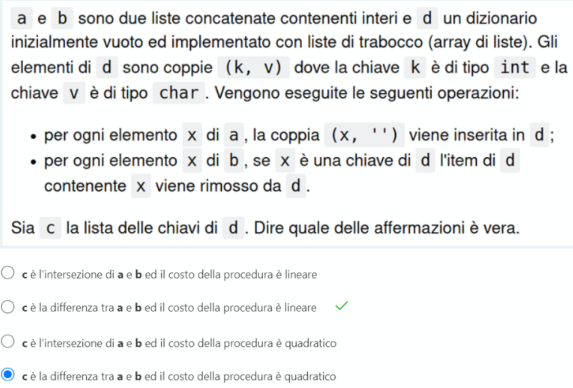 a e b sono due liste concatenate contenenti interi e d un dizionario
inizialmente vuoto ed implementato con liste di trabocco (array di liste). Gli
elementi di d sono coppie (k, v) dove la chiave k è di tipo int e la
chiave v è di tipo char. Vengono eseguite le seguenti operazioni:
• per ogni elemento x di a, la coppia (x, '') viene inserita in d;
• per ogni elemento x di b, se x è una chiave di d l'item di d
contenente x viene rimosso da d.
Sia c la lista delle chiavi di d. Dire quale delle affermazioni è vera.
c è l'intersezione di a e b ed il costo della procedura è lineare
c è la differenza tra a e b ed il costo della procedura è lineare
c è l'intersezione di a e b ed il costo della procedura è quadratico
c è la differenza tra a e b ed il costo della procedura è quadratico